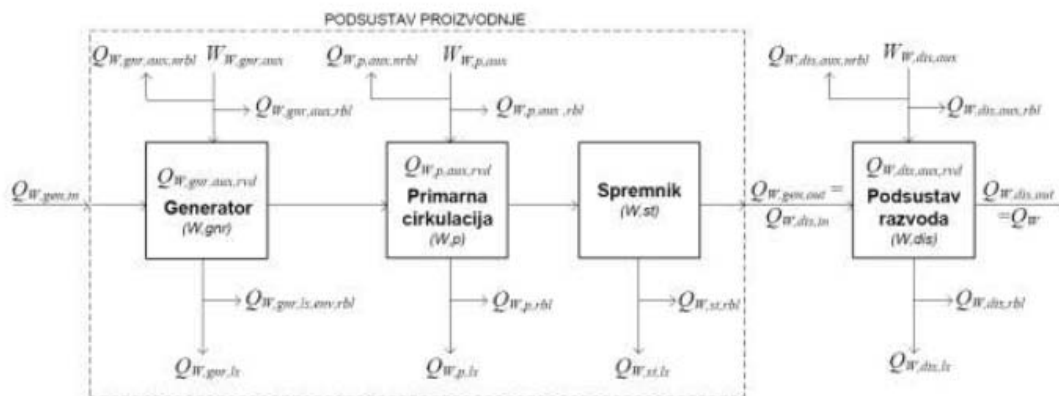 PODSUSTAV PROIZVODNJE
Q_W,gnr,aux,nrbl W_W,gnr,aux Q_W,p,aux,nrbl W_W,p,aux Q_W,dis,aux,nrbl W_W,dis,aux
Q_W,gnr,aux,rbl Q_W,p,aux,rbl Q_W,dis,aux,rbl
Q_W,gen,in Q_W,gnr,aux,rvd Q_W,p,aux,rvd Q_W,dis,aux,rvd
Generator Primarna Spremnik Q_W,gen,out = Podsustav Q_W,dis,out
(W,gnr) cirkulacija (W,st) Q_W,dis,in razvoda =Q_W
(W,p) (W,dis)
Q_W,gnr,ls,env,rbl Q_W,p,rbl Q_W,st,rbl Q_W,dis,rbl
Q_W,gnr,ls Q_W,p,ls Q_W,st,ls Q_W,dis,ls